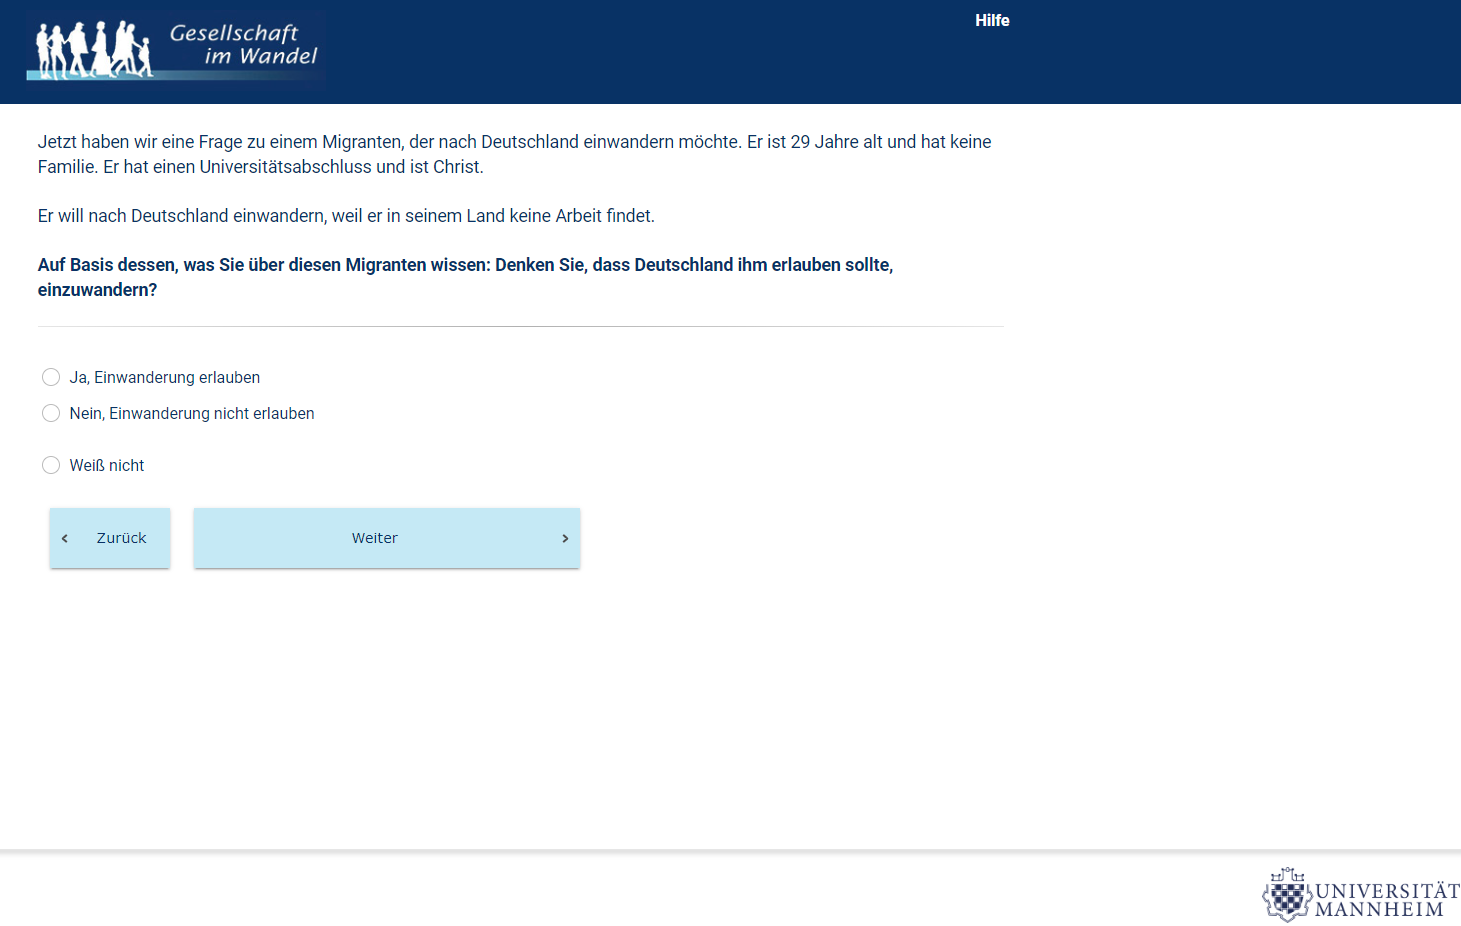 Gesellschaft
im Wandel
Hilfe
Jetzt haben wir eine Frage zu einem Migranten, der nach Deutschland einwandern möchte. Er ist 29 Jahre alt und hat keine
Familie. Er hat einen Universitätsabschluss und ist Christ.
Er will nach Deutschland einwandern, weil er in seinem Land keine Arbeit findet.
Auf Basis dessen, was Sie über diesen Migranten wissen: Denken Sie, dass Deutschland ihm erlauben sollte,
einzuwandern?
Ja, Einwanderung erlauben
Nein, Einwanderung nicht erlauben
Weiß nicht
Zurück
Weiter
UNIVERSITÄT
MANNHEIM